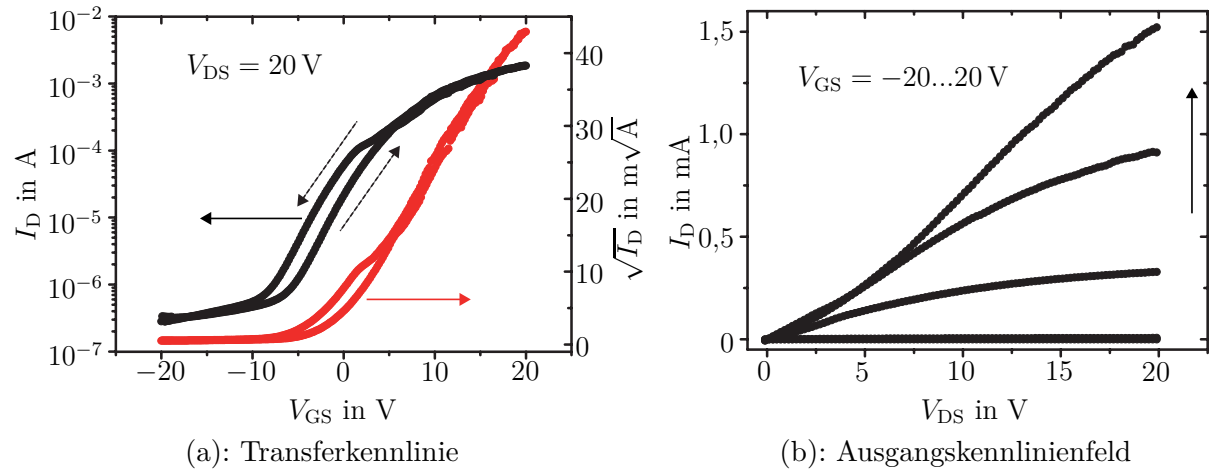 10⁻²
10⁻³
10⁻⁴
10⁻⁵
10⁻⁶
10⁻⁷
I_D in A
V_DS = 20 V
−20
−10
0
10
20
V_GS in V
40
30
20
10
0
√I_D in m√A
(a): Transferkennlinie
1,5
1,0
0,5
0
I_D in mA
V_GS = −20...20 V
0
5
10
15
20
V_DS in V
(b): Ausgangskennlinienfeld